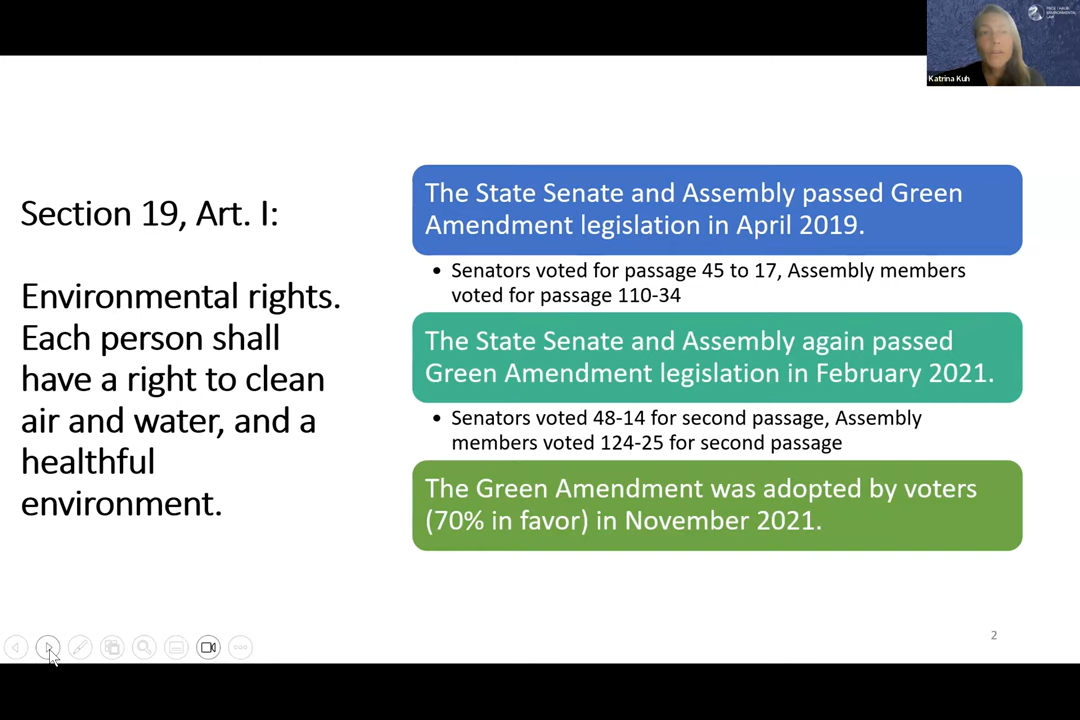 PACE | HAUB
ENVIRONMENTAL
LAW
Katrina Kuh
Section 19, Art. I:
Environmental rights.
Each person shall
have a right to clean
air and water, and a
healthful
environment.
The State Senate and Assembly passed Green
Amendment legislation in April 2019.
• Senators voted for passage 45 to 17, Assembly members
voted for passage 110-34
The State Senate and Assembly again passed
Green Amendment legislation in February 2021.
• Senators voted 48-14 for second passage, Assembly
members voted 124-25 for second passage
The Green Amendment was adopted by voters
(70% in favor) in November 2021.
2